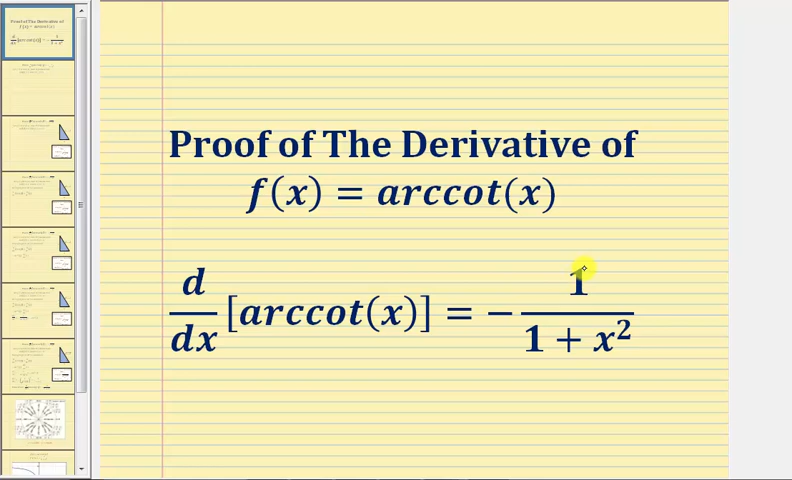 Proof of The Derivative of
f(x) = arccot(x)
d/dx [arccot(x)] = − 1/(1 + x²)